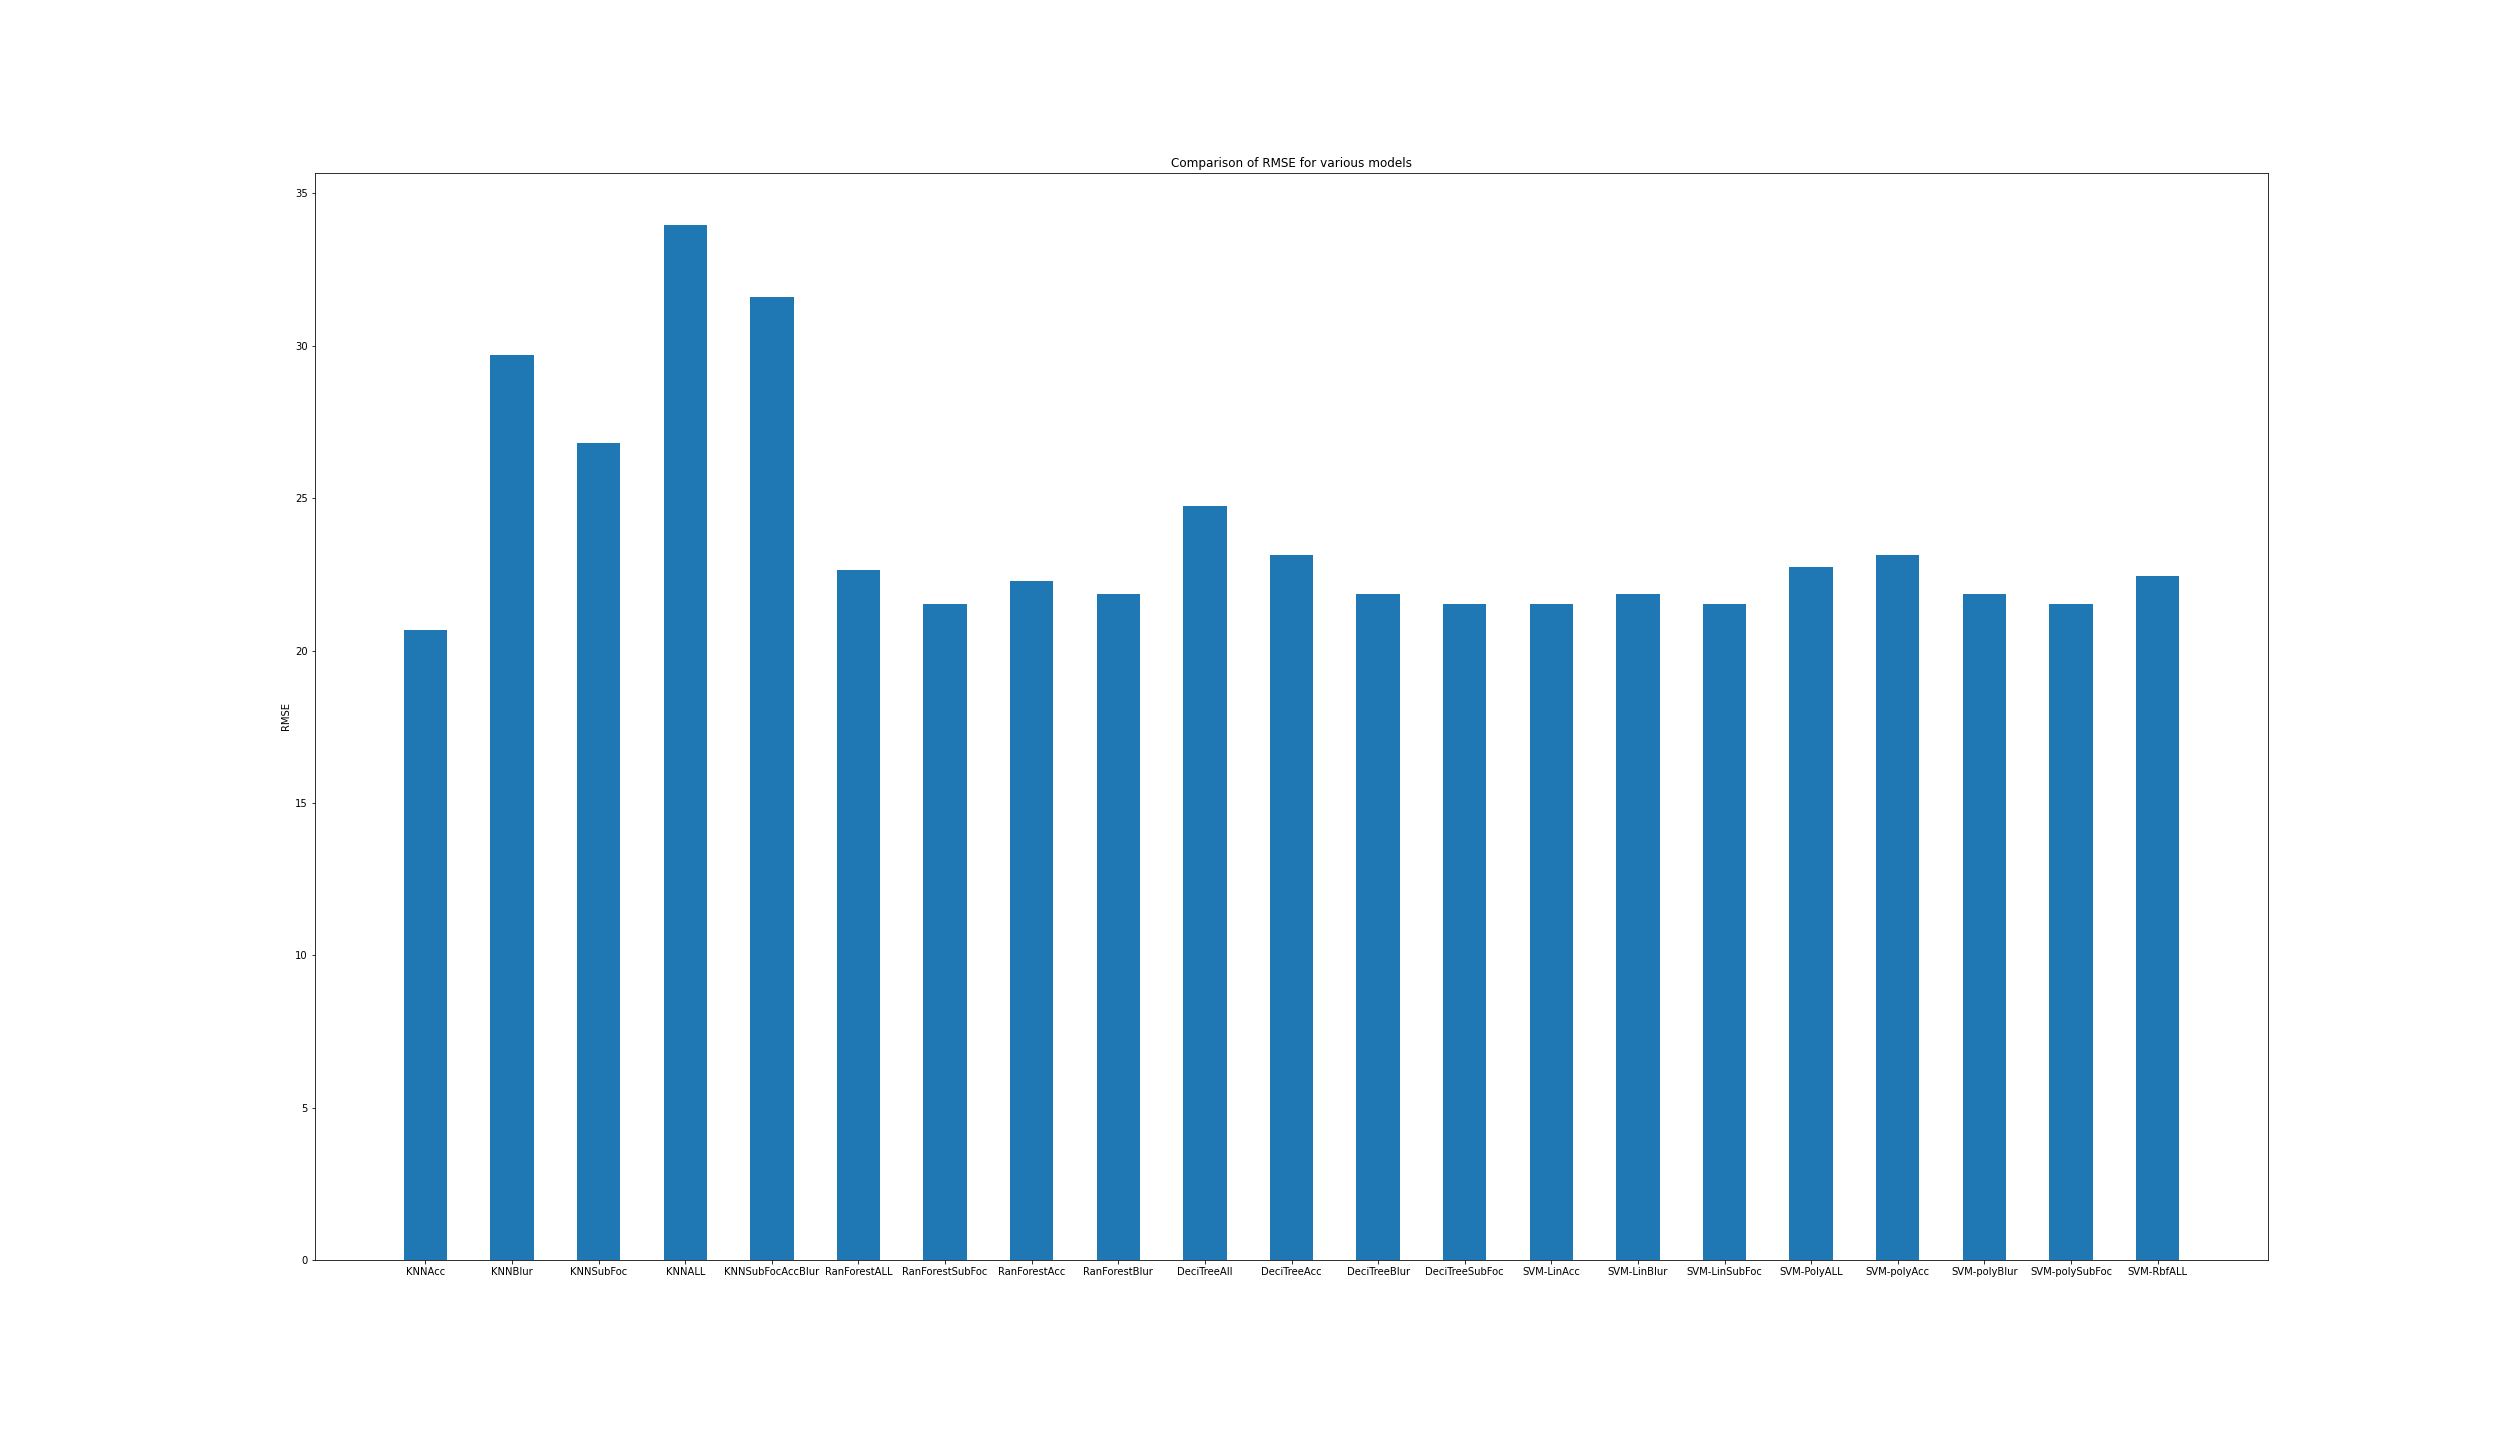 Comparison of RMSE for various models
35
30
25
20
15
10
5
0
RMSE
KNNAcc KNNBlur KNNSubFoc KNNALL KNNSubFocAccBlur RanForestALL RanForestSubFoc RanForestAcc RanForestBlur DeciTreeAll DeciTreeAcc DeciTreeBlur DeciTreeSubFoc SVM-LinAcc SVM-LinBlur SVM-LinSubFoc SVM-PolyALL SVM-polyAcc SVM-polyBlur SVM-polySubFoc SVM-RbfALL